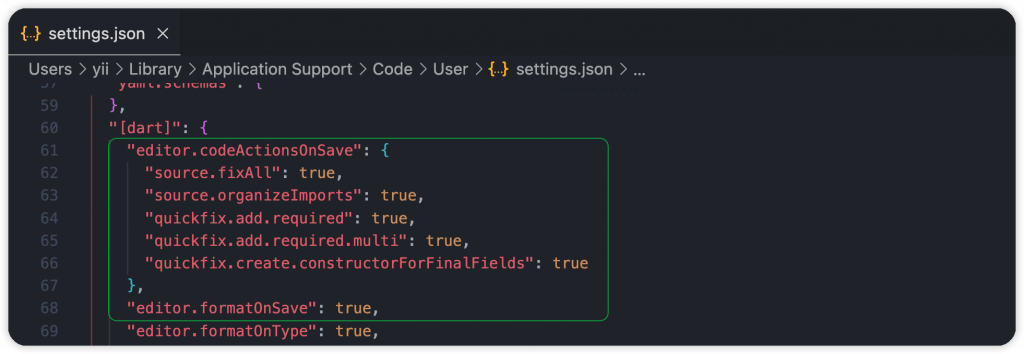 {..} settings.json ×
Users > yii > Library > Application Support > Code > User > {..} settings.json > ...
"yaml.schemas": {
59 },
60 "[dart]": {
61 "editor.codeActionsOnSave": {
62 "source.fixAll": true,
63 "source.organizeImports": true,
64 "quickfix.add.required": true,
65 "quickfix.add.required.multi": true,
66 "quickfix.create.constructorForFinalFields": true
67 },
68 "editor.formatOnSave": true,
69 "editor.formatOnType": true,